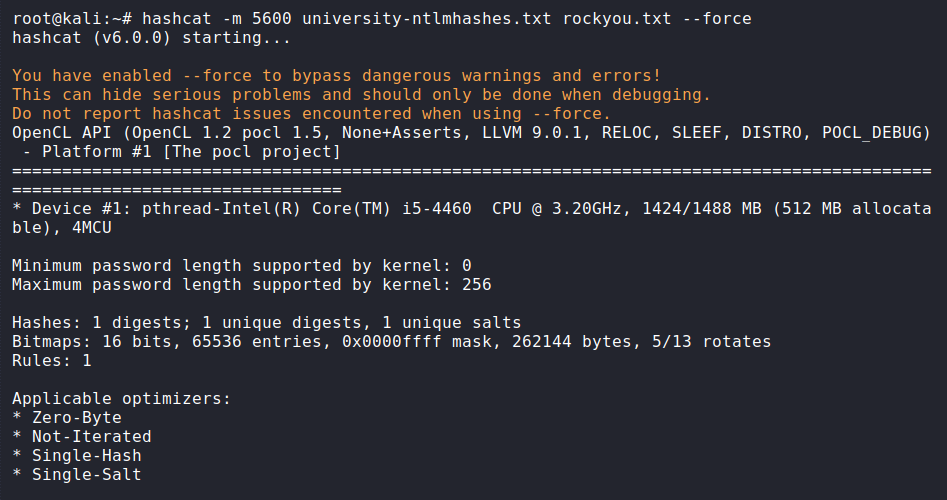 root@kali:~# hashcat -m 5600 university-ntlmhashes.txt rockyou.txt --force
hashcat (v6.0.0) starting...
You have enabled --force to bypass dangerous warnings and errors!
This can hide serious problems and should only be done when debugging.
Do not report hashcat issues encountered when using --force.
OpenCL API (OpenCL 1.2 pocl 1.5, None+Asserts, LLVM 9.0.1, RELOC, SLEEF, DISTRO, POCL_DEBUG)
 - Platform #1 [The pocl project]
============================================================================================
=================================
* Device #1: pthread-Intel(R) Core(TM) i5-4460  CPU @ 3.20GHz, 1424/1488 MB (512 MB allocata
ble), 4MCU
Minimum password length supported by kernel: 0
Maximum password length supported by kernel: 256
Hashes: 1 digests; 1 unique digests, 1 unique salts
Bitmaps: 16 bits, 65536 entries, 0x0000ffff mask, 262144 bytes, 5/13 rotates
Rules: 1
Applicable optimizers:
* Zero-Byte
* Not-Iterated
* Single-Hash
* Single-Salt